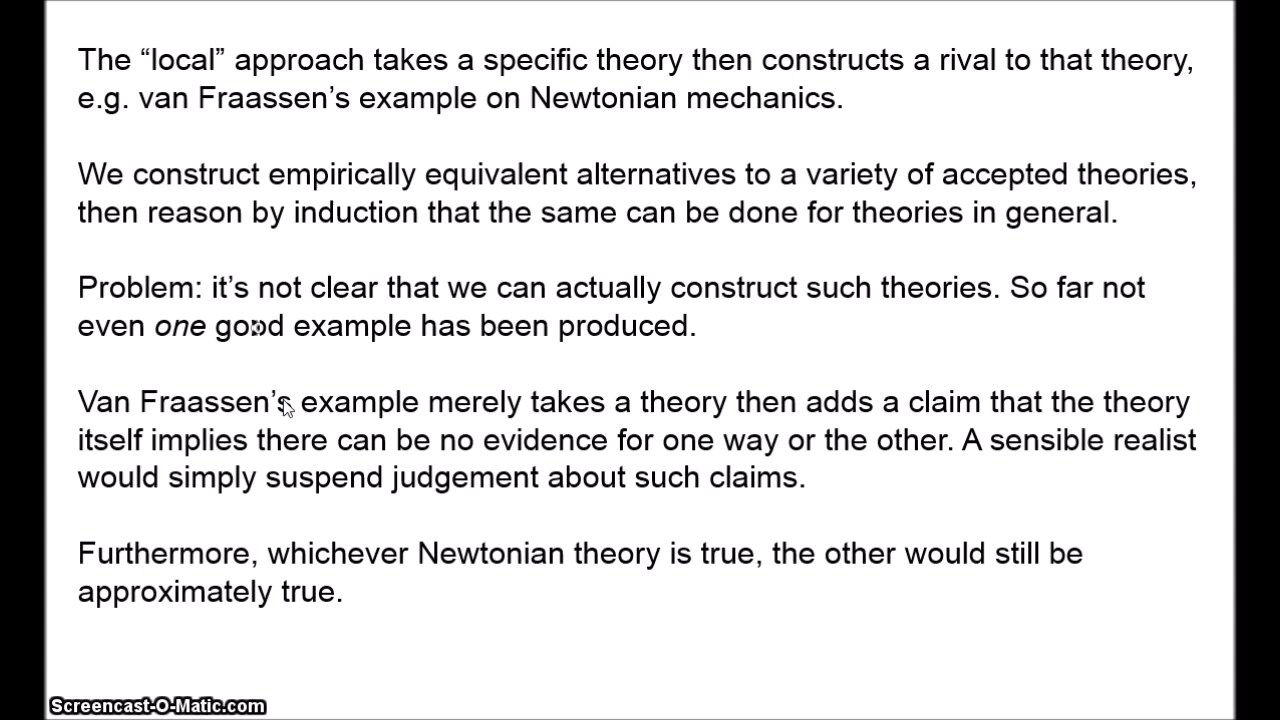 The “local” approach takes a specific theory then constructs a rival to that theory,
e.g. van Fraassen’s example on Newtonian mechanics.
We construct empirically equivalent alternatives to a variety of accepted theories,
then reason by induction that the same can be done for theories in general.
Problem: it’s not clear that we can actually construct such theories. So far not
even one good example has been produced.
Van Fraassen’s example merely takes a theory then adds a claim that the theory
itself implies there can be no evidence for one way or the other. A sensible realist
would simply suspend judgement about such claims.
Furthermore, whichever Newtonian theory is true, the other would still be
approximately true.
Screencast-O-Matic.com